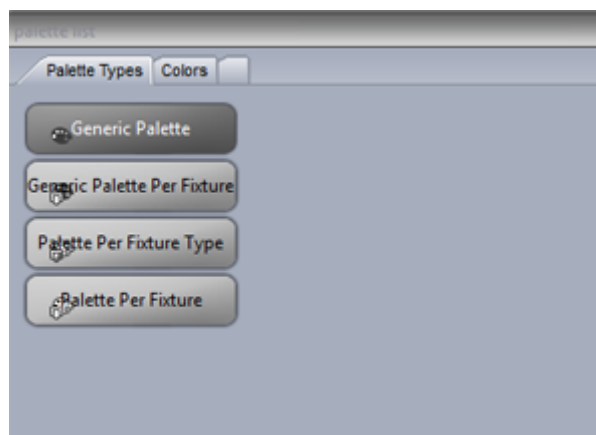 palette list
Palette Types Colors
Generic Palette
Generic Palette Per Fixture
Palette Per Fixture Type
Palette Per Fixture